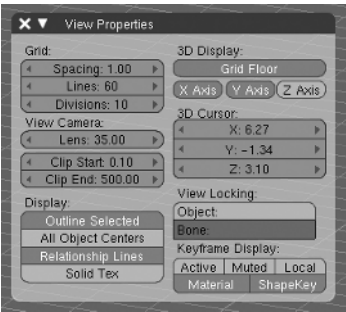 View Properties
Grid:
Spacing: 1.00
Lines: 60
Divisions: 10
View Camera:
Lens: 35.00
Clip Start: 0.10
Clip End: 500.00
Display:
Outline Selected
All Object Centers
Relationship Lines
Solid Tex
3D Display:
Grid Floor
X Axis Y Axis Z Axis
3D Cursor:
X: 6.27
Y: -1.34
Z: 3.10
View Locking:
Object:
Bone:
Keyframe Display:
Active Muted Local
Material ShapeKey